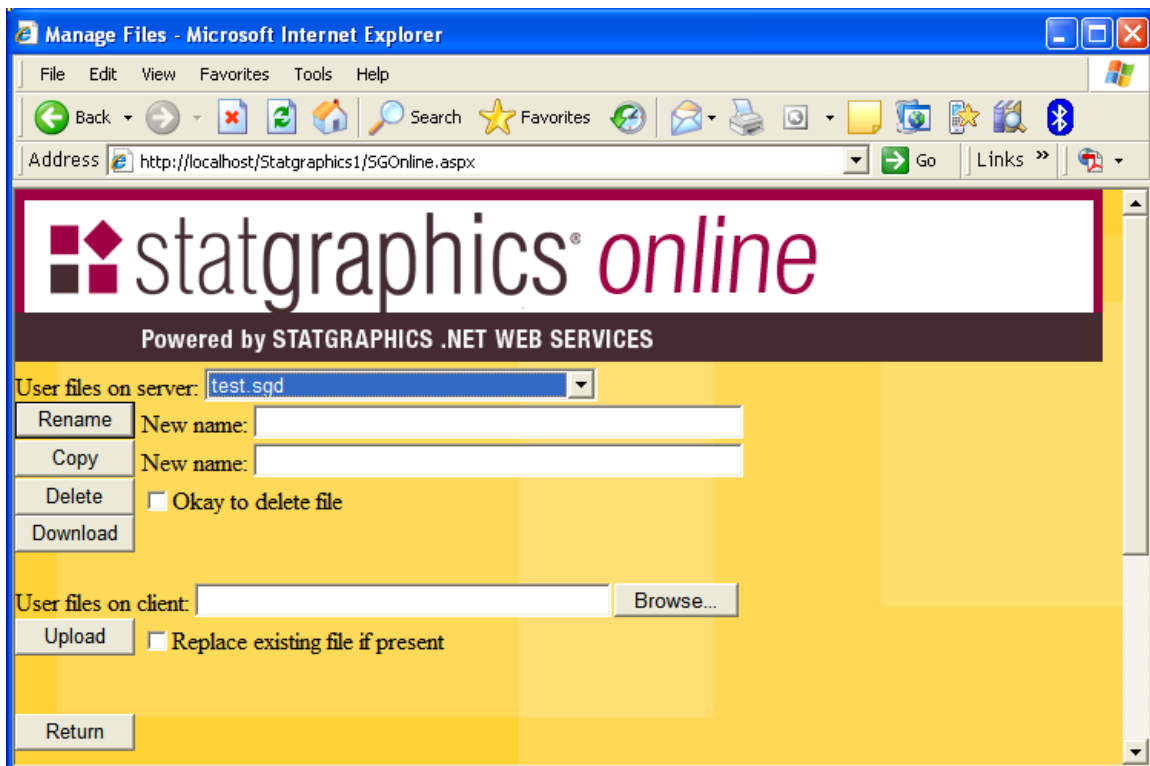 Manage Files - Microsoft Internet Explorer
File Edit View Favorites Tools Help
Back Search Favorites
Address http://localhost/Statgraphics1/SGOnline.aspx Go Links »
statgraphics® online
Powered by STATGRAPHICS .NET WEB SERVICES
User files on server: test.sgd
Rename New name:
Copy New name:
Delete Okay to delete file
Download
User files on client: Browse...
Upload Replace existing file if present
Return